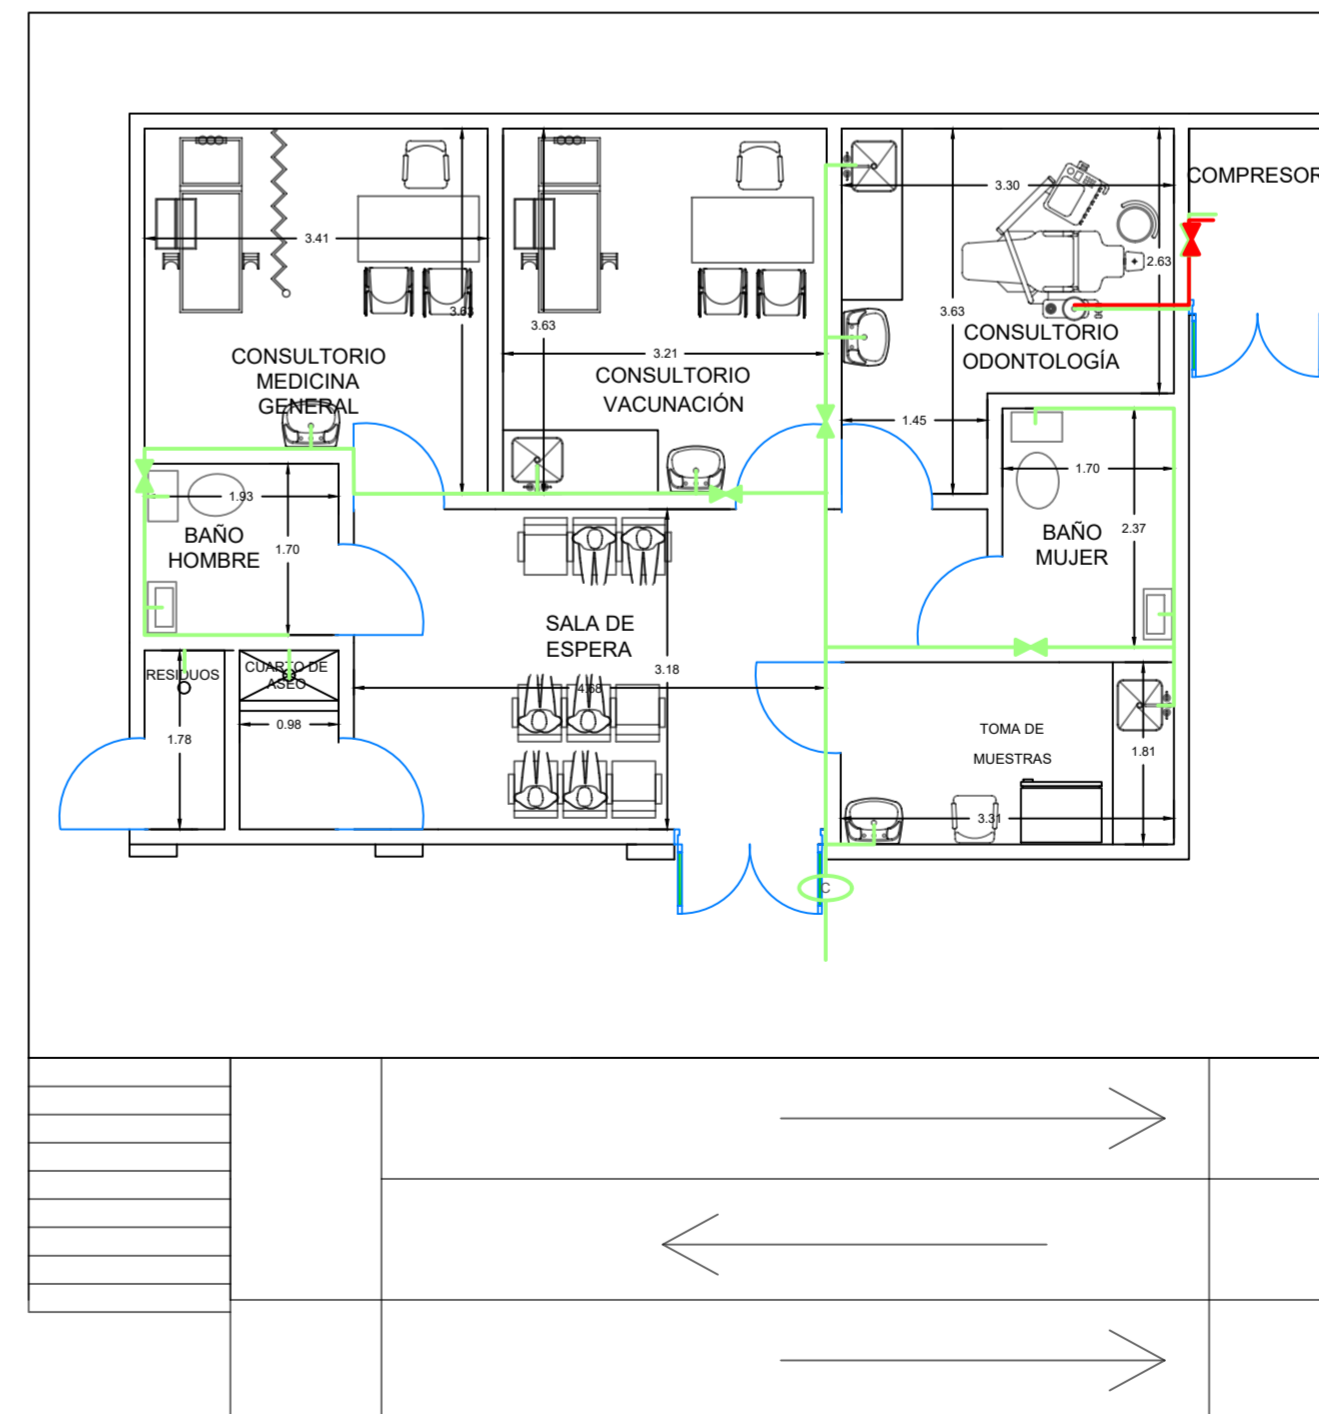 COMPRESOR
3.30
3.41
2.63
3.63
3.63
3.63
CONSULTORIO
MEDICINA
GENERAL
3.21
CONSULTORIO
VACUNACIÓN
CONSULTORIO
ODONTOLOGÍA
1.45
1.70
1.93
BAÑO
HOMBRE
1.70
BAÑO
MUJER
2.37
SALA DE
ESPERA
3.18
4.68
RESIDUOS
CUARTO DE
ASEO
0.98
1.78
TOMA DE
MUESTRAS
1.81
3.31
C